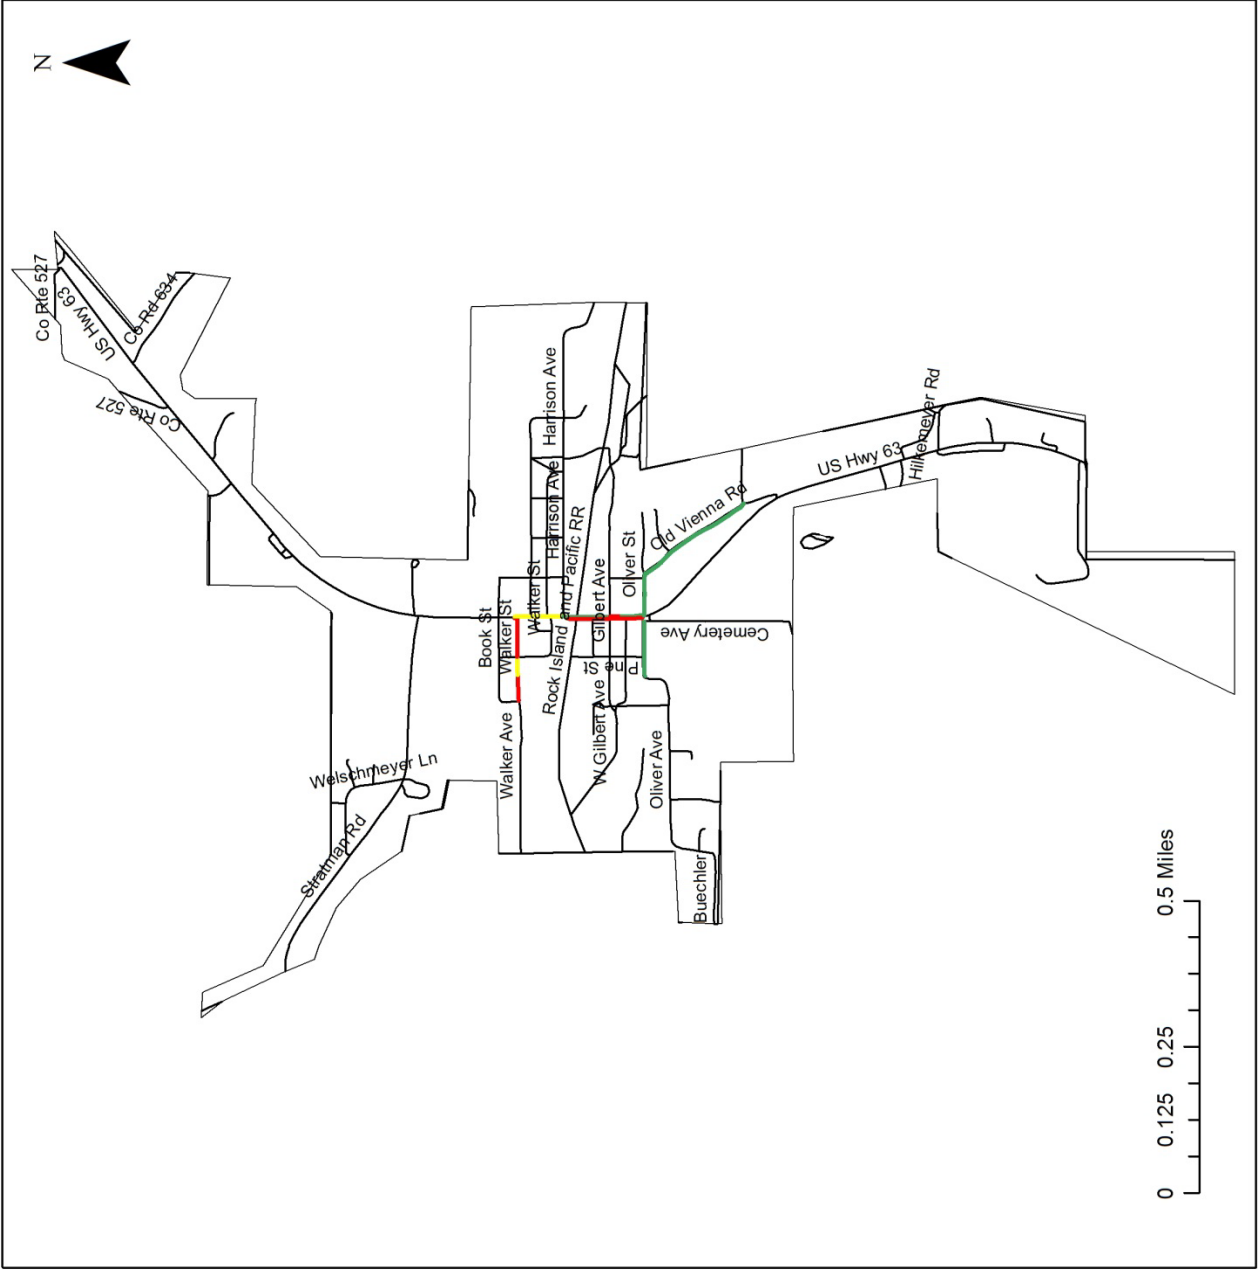 N
Co Rte 527
US Hwy 63
Co Rd 634
Co Rte 527
Harrison Ave
Harrison Ave
Book St
Walker St
Walker St
Rock Island and Pacific RR
Gilbert Ave
Oliver St
Old Vienna Rd
US Hwy 63
Hilkemeyer Rd
Cemetery Ave
P ne St
Walker Ave
W Gilbert Ave
Oliver Ave
Welschmeyer Ln
Stratman Rd
Buechler
0 0.125 0.25 0.5 Miles